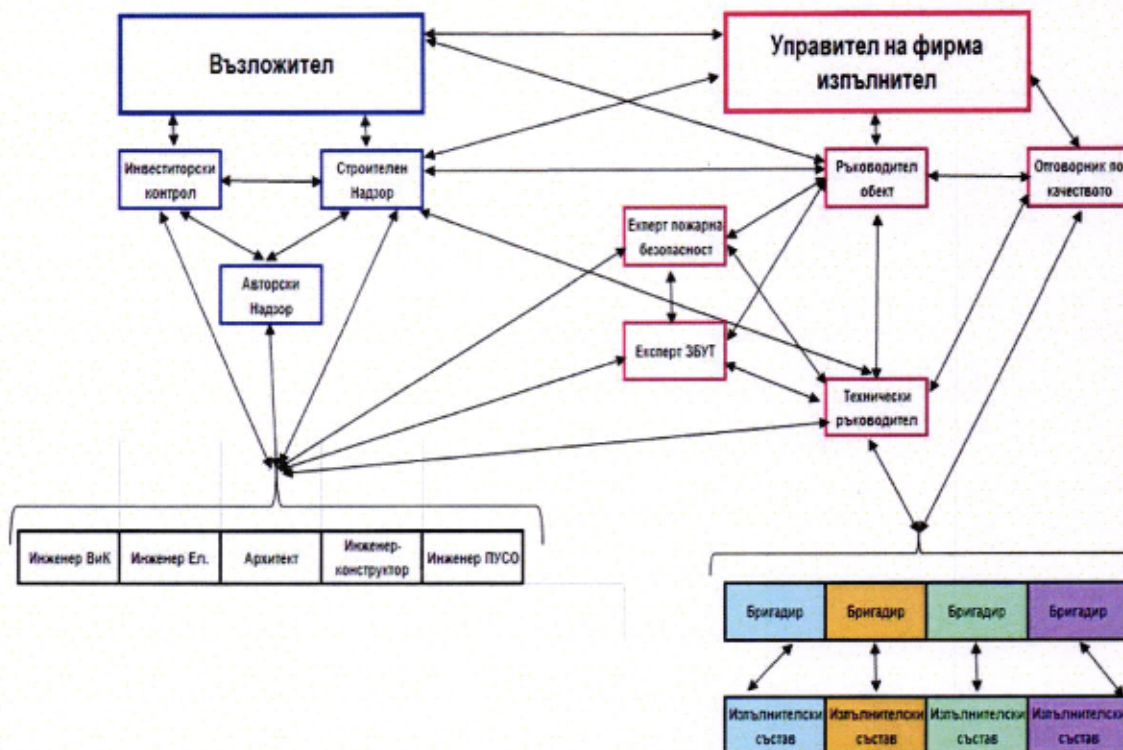 Възложител
Управител на фирма
изпълнител
Инвеститорски
контрол
Строителен
Надзор
Ръководител
обект
Отговорник по
качеството
Екперт пожарна
безопасност
Авторски
Надзор
Експерт ЗБУТ
Технически
ръководител
Инженер ВиК
Инженер Ел.
Архитект
Инженер-
конструктор
Инженер ПУСО
Бригадир
Бригадир
Бригадир
Бригадир
Изпълнителски
състав
Изпълнителски
състав
Изпълнителски
състав
Изпълнителски
състав